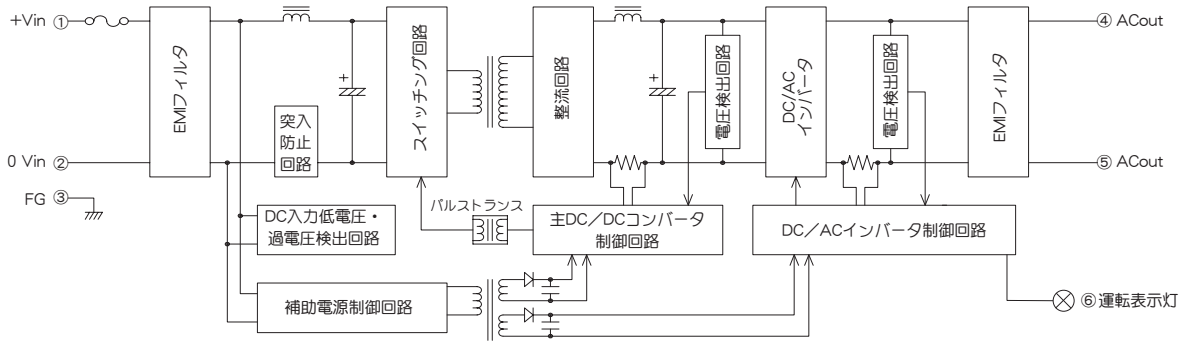 +Vin ①
EMIフィルタ
+
スイッチング回路
整流回路
+
電圧検出回路
DC/AC
インバータ
電圧検出回路
EMIフィルタ
④ ACout
突入
防止
回路
0 Vin ②
⑤ ACout
FG ③
パルストランス
DC入力低電圧・
過電圧検出回路
主DC/DCコンバータ
制御回路
DC/ACインバータ制御回路
補助電源制御回路
⑥運転表示灯